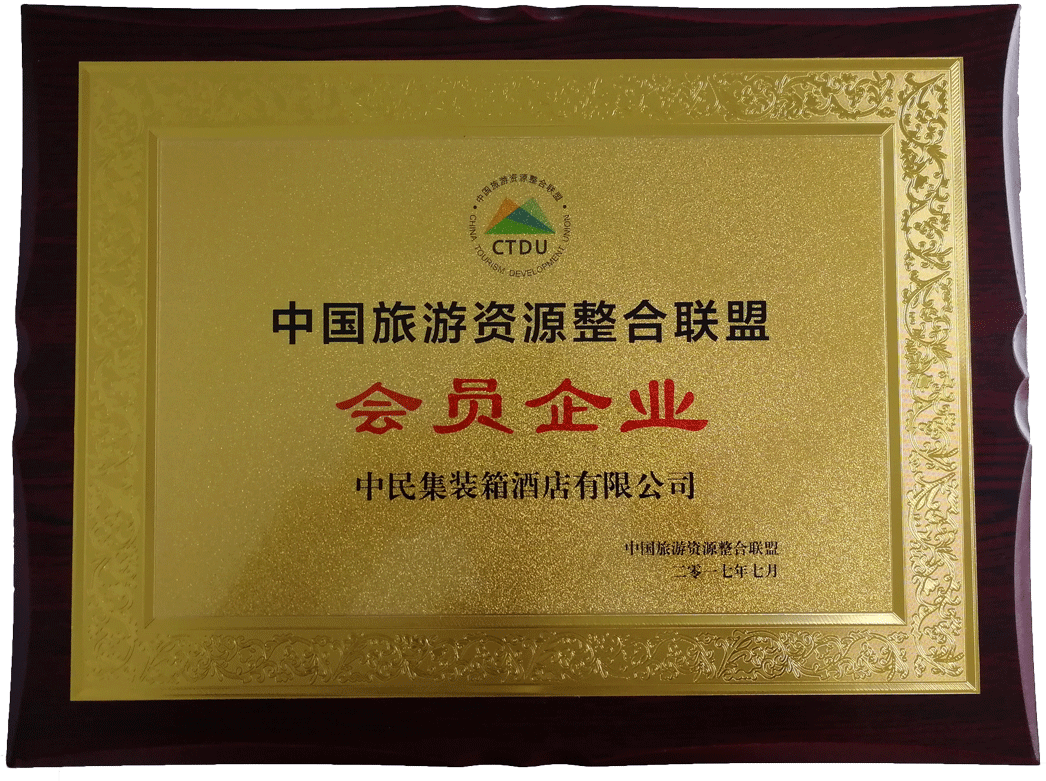 中国旅游资源整合联盟
CTDU
CHINA TOURISM DEVELOPMENT UNION
中国旅游资源整合联盟
会员企业
中民集装箱酒店有限公司
中国旅游资源整合联盟
二零一七年七月